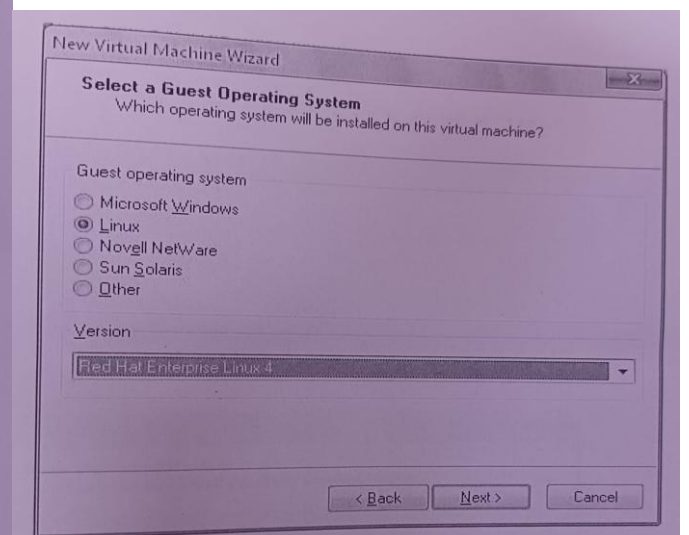 New Virtual Machine Wizard
Select a Guest Operating System
Which operating system will be installed on this virtual machine?
Guest operating system
Microsoft Windows
Linux
Novell NetWare
Sun Solaris
Other
Version
Red Hat Enterprise Linux 4
< Back
Next >
Cancel